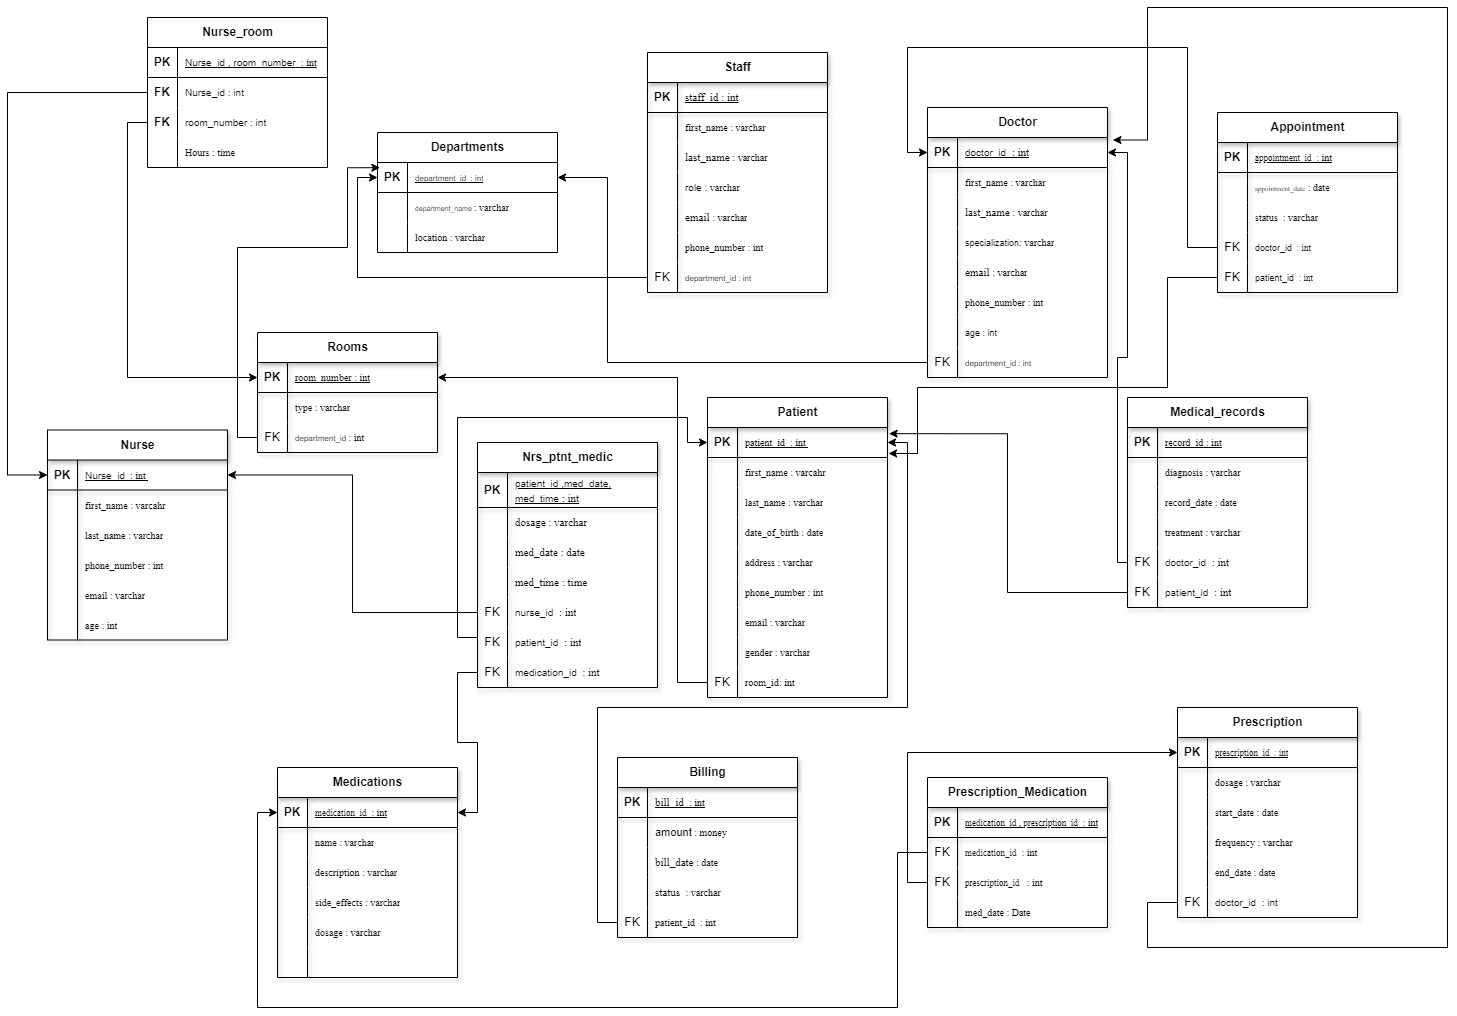 Nurse_room
PK Nurse_id , room_number : int
FK Nurse_id : int
FK room_number : int
Hours : time
Departments
PK department_id : int
department_name : varchar
location : varchar
Staff
PK staff_id : int
first_name : varchar
last_name : varchar
role : varchar
email : varchar
phone_number : int
FK department_id : int
Doctor
PK doctor_id : int
first_name : varchar
last_name : varchar
specialization: varchar
email : varchar
phone_number : int
age : int
FK department_id : int
Appointment
PK appointment_id : int
appointment_date : date
status : varchar
FK doctor_id : int
FK patient_id : int
Rooms
PK room_number : int
type : varchar
FK department_id : int
Nurse
PK Nurse_id : int
first_name : varcahr
last_name : varchar
phone_number : int
email : varchar
age : int
Nrs_ptnt_medic
PK patient_id ,med_date,
med_time : int
dosage : varchar
med_date : date
med_time : time
FK nurse_id : int
FK patient_id : int
FK medication_id : int
Patient
PK patient_id : int
first_name : varcahr
last_name : varchar
date_of_birth : date
address : varchar
phone_number : int
email : varchar
gender : varchar
FK room_id: int
Medical_records
PK record_id : int
diagnosis : varchar
record_date : date
treatment : varchar
FK doctor_id : int
FK patient_id : int
Medications
PK medication_id : int
name : varchar
description : varchar
side_effects : varchar
dosage : varchar
Billing
PK bill_id : int
amount : money
bill_date : date
status : varchar
FK patient_id : int
Prescription_Medication
PK medication_id , prescription_id : int
FK medication_id : int
FK prescription_id : int
med_date : Date
Prescription
PK prescription_id : int
dosage : varchar
start_date : date
frequency : varchar
end_date : date
FK doctor_id : int